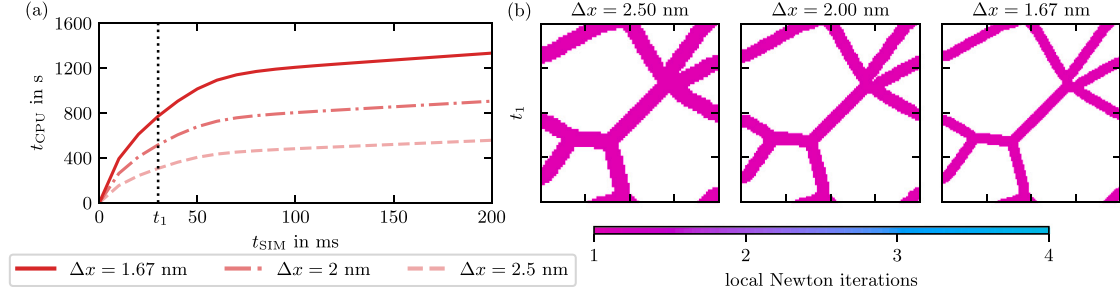 (a)
1600
1200
800
400
0
t_CPU in s
0
t₁
50
100
150
200
t_SIM in ms
Δx = 1.67 nm
Δx = 2 nm
Δx = 2.5 nm
(b)
Δx = 2.50 nm
Δx = 2.00 nm
Δx = 1.67 nm
t₁
1
2
3
4
local Newton iterations